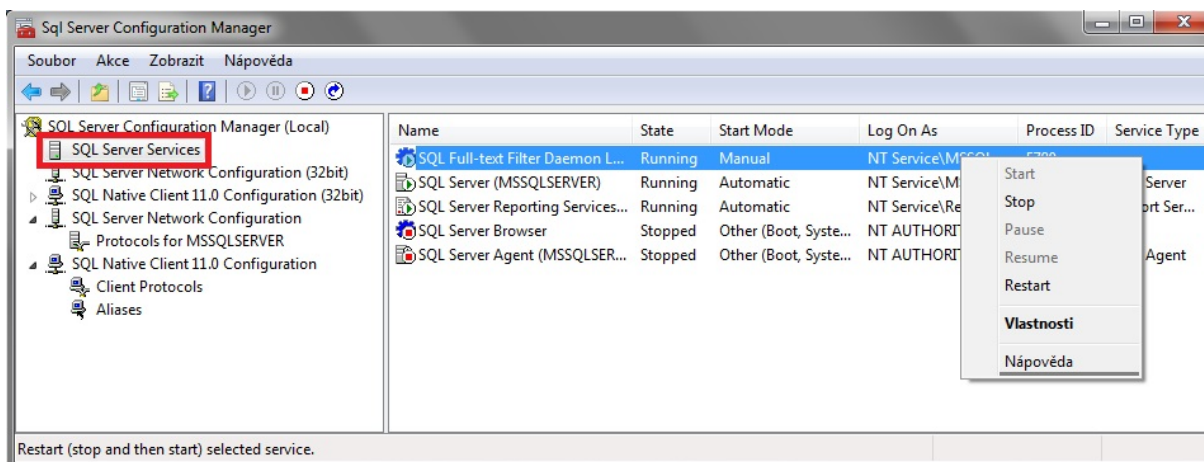 Sql Server Configuration Manager
Soubor Akce Zobrazit Nápověda
SQL Server Configuration Manager (Local)
SQL Server Services
SQL Server Network Configuration (32bit)
SQL Native Client 11.0 Configuration (32bit)
SQL Server Network Configuration
Protocols for MSSQLSERVER
SQL Native Client 11.0 Configuration
Client Protocols
Aliases
Name State Start Mode Log On As Process ID Service Type
SQL Full-text Filter Daemon L... Running Manual NT Service\MSSQL
SQL Server (MSSQLSERVER) Running Automatic NT Service\M Server
SQL Server Reporting Services... Running Automatic NT Service\Re ort Ser...
SQL Server Browser Stopped Other (Boot, Syste... NT AUTHORIT
SQL Server Agent (MSSQLSER... Stopped Other (Boot, Syste... NT AUTHORIT Agent
Start
Stop
Pause
Resume
Restart
Vlastnosti
Nápověda
Restart (stop and then start) selected service.